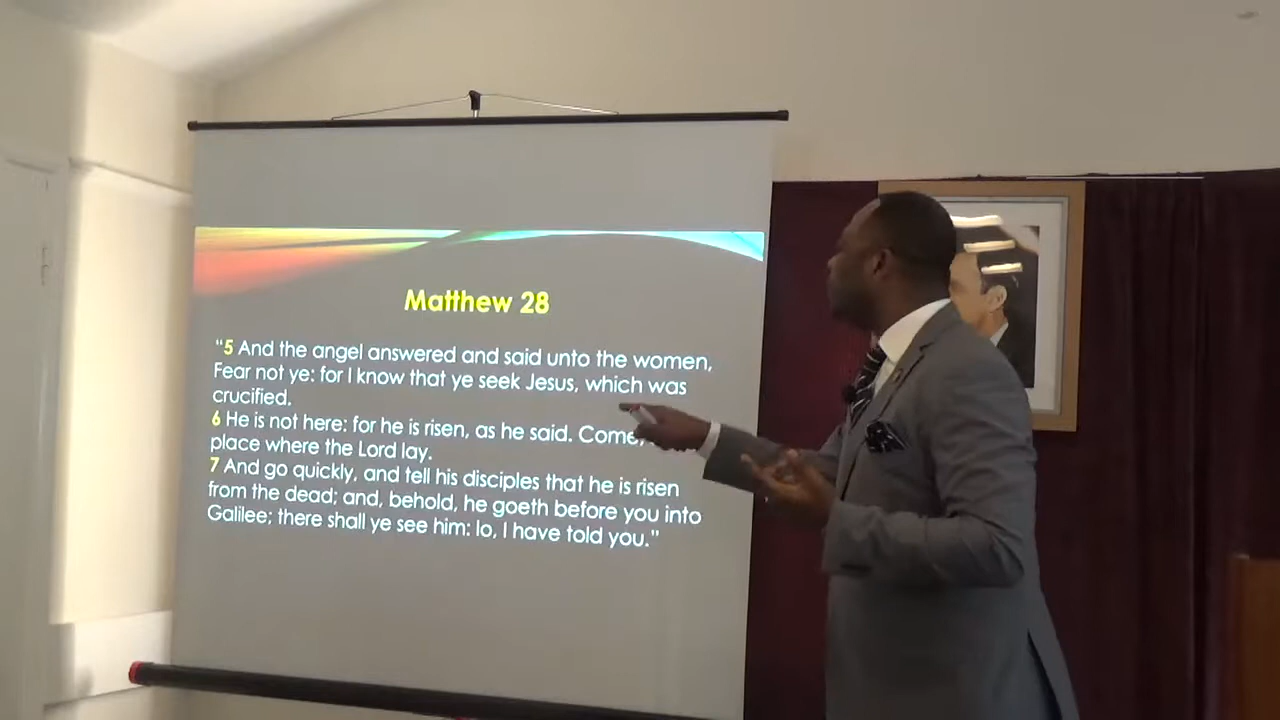 Matthew 28
"5 And the angel answered and said unto the women,
Fear not ye: for I know that ye seek Jesus, which was
crucified.
6 He is not here: for he is risen, as he said. Come,
place where the Lord lay.
7 And go quickly, and tell his disciples that he is risen
from the dead; and, behold, he goeth before you into
Galilee; there shall ye see him: lo, I have told you."